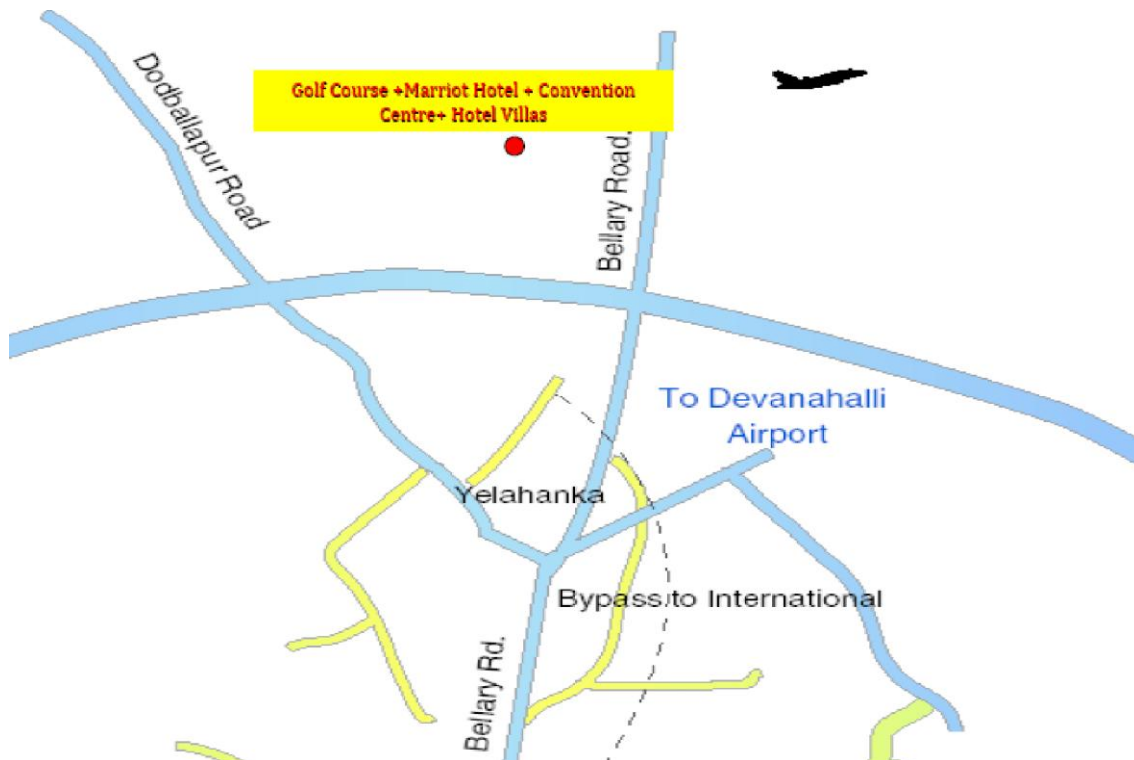 Dodballapur Road
Golf Course +Marriot Hotel + Convention
Centre+ Hotel Villas
Bellary Road.
To Devanahalli
Airport
Yelahanka
Bypass to International
Bellary Rd.